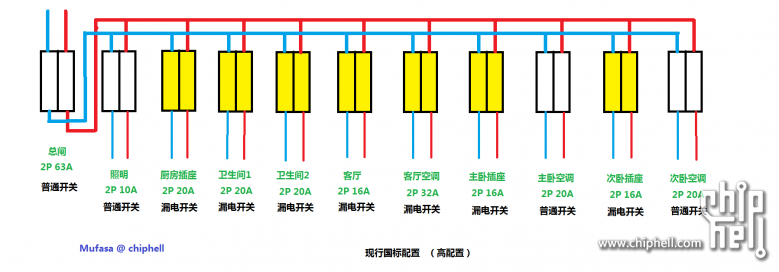 总闸
2P 63A
普通开关
照明
2P 10A
普通开关
厨房插座
2P 20A
漏电开关
卫生间1
2P 20A
漏电开关
卫生间2
2P 20A
漏电开关
客厅
2P 16A
漏电开关
客厅空调
2P 32A
漏电开关
主卧插座
2P 16A
漏电开关
主卧空调
2P 20A
普通开关
次卧插座
2P 16A
漏电开关
次卧空调
2P 20A
普通开关
Mufasa @ chiphell
现行国标配置 （高配置）
chip
hell
www.chiphell.com